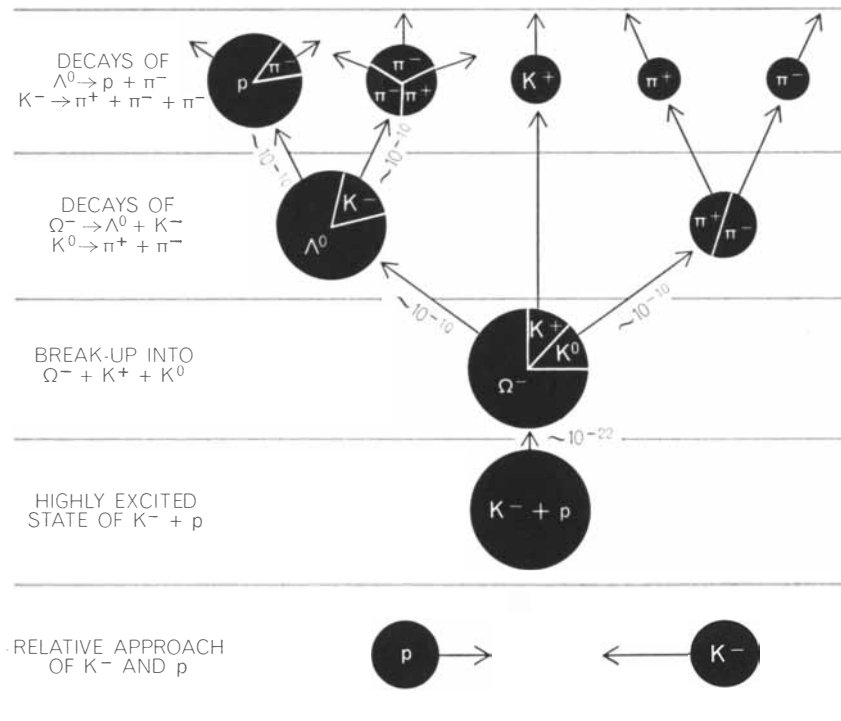 DECAYS OF
Λ⁰→p + π⁻
K⁻→π⁺ + π⁻ + π⁻
p π⁻
π⁻
π⁻ π⁺
K⁺
π⁺
π⁻
~10⁻¹⁰
~10⁻¹⁰
DECAYS OF
Ω⁻→Λ⁰ + K⁻
K⁰→π⁺ + π⁻
K⁻
Λ⁰
π⁺ π⁻
~10⁻¹⁰
~10⁻¹⁰
BREAK-UP INTO
Ω⁻ + K⁺ + K⁰
K⁺
K⁰
Ω⁻
~10⁻²²
HIGHLY EXCITED
STATE OF K⁻ + p
K⁻ + p
RELATIVE APPROACH
OF K⁻ AND p
p
K⁻